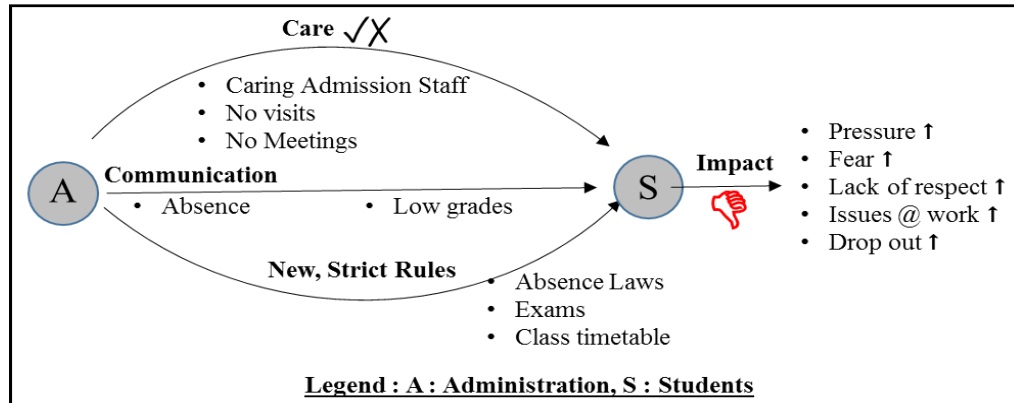 Care √X
• Caring Admission Staff
• No visits
• No Meetings
A
Communication
• Absence
• Low grades
New, Strict Rules
• Absence Laws
• Exams
• Class timetable
S
Impact
• Pressure ↑
• Fear ↑
• Lack of respect ↑
• Issues @ work ↑
• Drop out ↑
Legend : A : Administration, S : Students